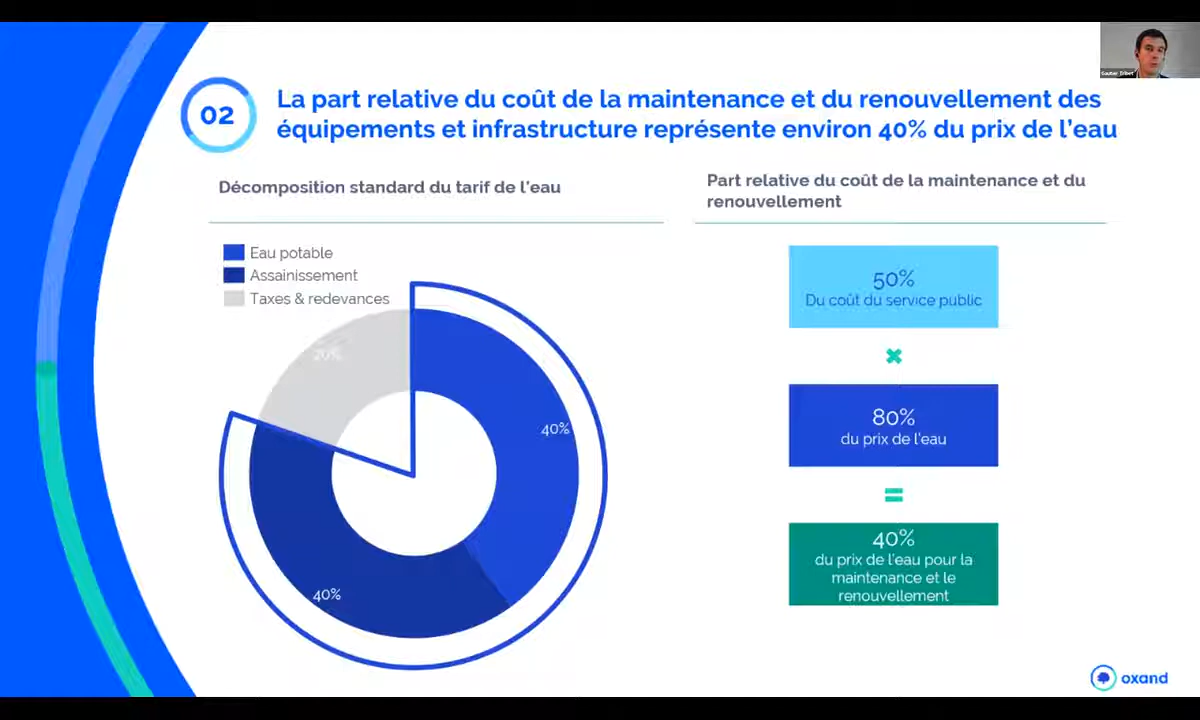 02
La part relative du coût de la maintenance et du renouvellement des
équipements et infrastructure représente environ 40% du prix de l’eau
Décomposition standard du tarif de l’eau
Eau potable
Assainissement
Taxes & redevances
20%
40%
40%
Part relative du coût de la maintenance et du
renouvellement
50%
Du coût du service public
×
80%
du prix de l’eau
=
40%
du prix de l’eau pour la
maintenance et le
renouvellement
oxand